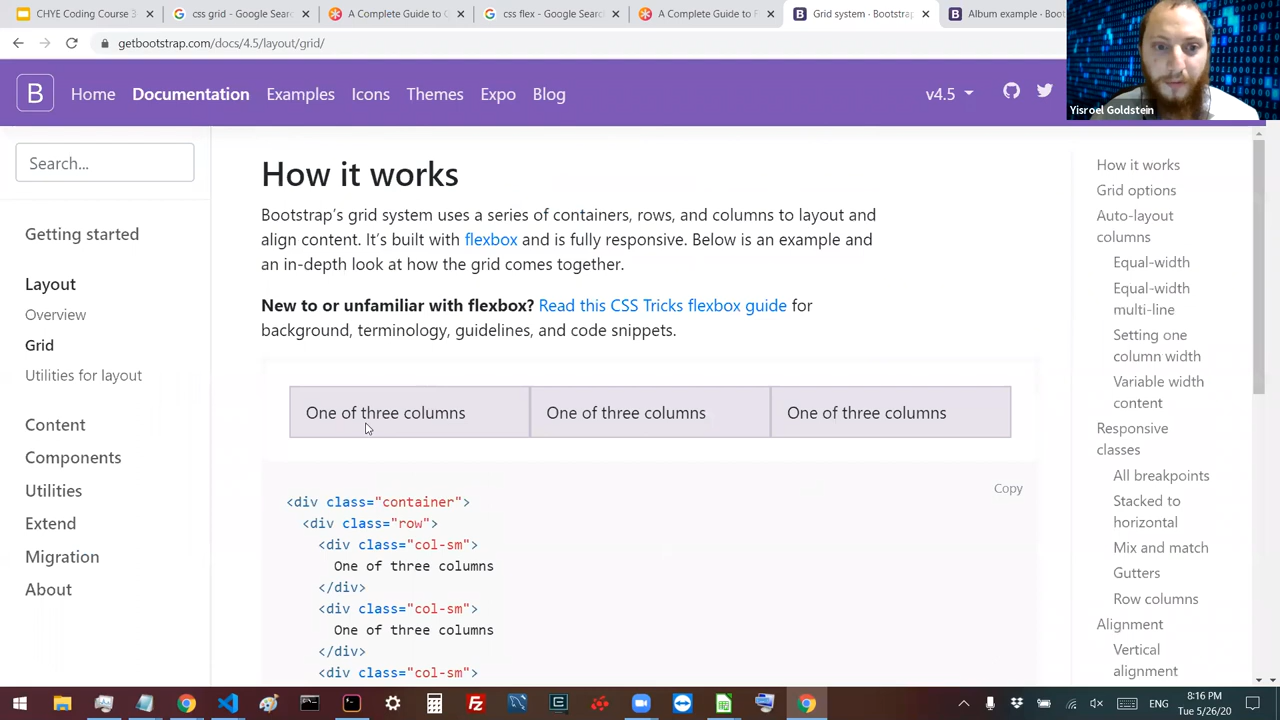 CHYE Coding Course 3
css grid - Google Sear
A Complete Guide to
css flex - Google Search
A Complete Guide to F
Grid system · Bootstrap
Album example · Boo
getbootstrap.com/docs/4.5/layout/grid/
Yisroel Goldstein
B
Home
Documentation
Examples
Icons
Themes
Expo
Blog
v4.5
Search...
Getting started
Layout
Overview
Grid
Utilities for layout
Content
Components
Utilities
Extend
Migration
About
How it works
Bootstrap's grid system uses a series of containers, rows, and columns to layout and
align content. It's built with flexbox and is fully responsive. Below is an example and
an in-depth look at how the grid comes together.
New to or unfamiliar with flexbox? Read this CSS Tricks flexbox guide for
background, terminology, guidelines, and code snippets.
One of three columns
One of three columns
One of three columns
Copy
<div class="container">
<div class="row">
<div class="col-sm">
One of three columns
</div>
<div class="col-sm">
One of three columns
</div>
<div class="col-sm">
How it works
Grid options
Auto-layout
columns
Equal-width
Equal-width
multi-line
Setting one
column width
Variable width
content
Responsive
classes
All breakpoints
Stacked to
horizontal
Mix and match
Gutters
Row columns
Alignment
Vertical
alignment
ENG
8:16 PM
Tue 5/26/20